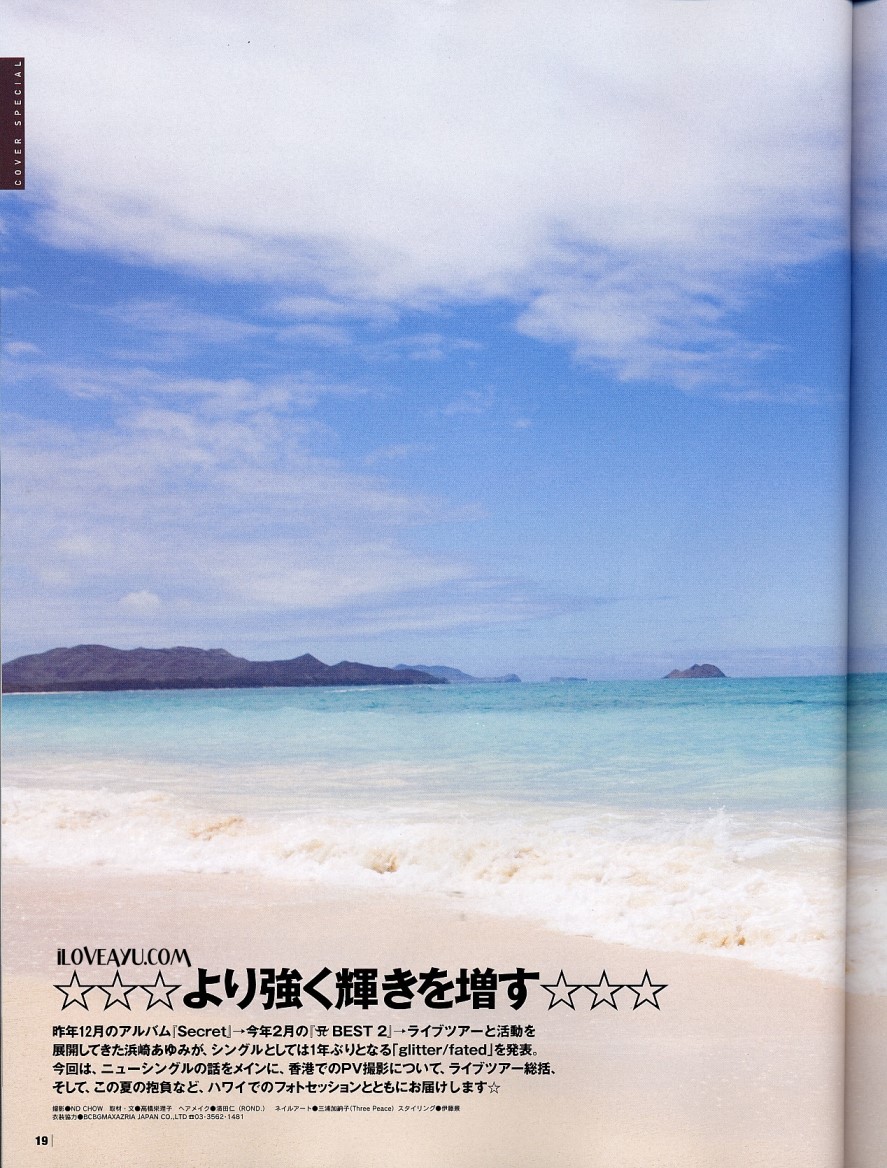 COVER SPECIAL
iLOVEAYU.COM
☆☆☆より強く輝きを増す☆☆☆
昨年12月のアルバム『Secret』→今年2月の『A BEST 2』→ライブツアーと活動を
展開してきた浜崎あゆみが、シングルとしては1年ぶりとなる「glitter/fated」を発表。
今回は、ニューシングルの話をメインに、香港でのPV撮影について、ライブツアー総括、
そして、この夏の抱負など、ハワイでのフォトセッションとともにお届けします☆
撮影●ND CHOW 取材・文●高橋栄理子 ヘアメイク●濱田仁（ROND.） ネイルアート●三浦加納子(Three Peace) スタイリング●伊藤
衣装協力●BCBGMAXAZRIA JAPAN CO.,LTD ☎03-3562-1481
19